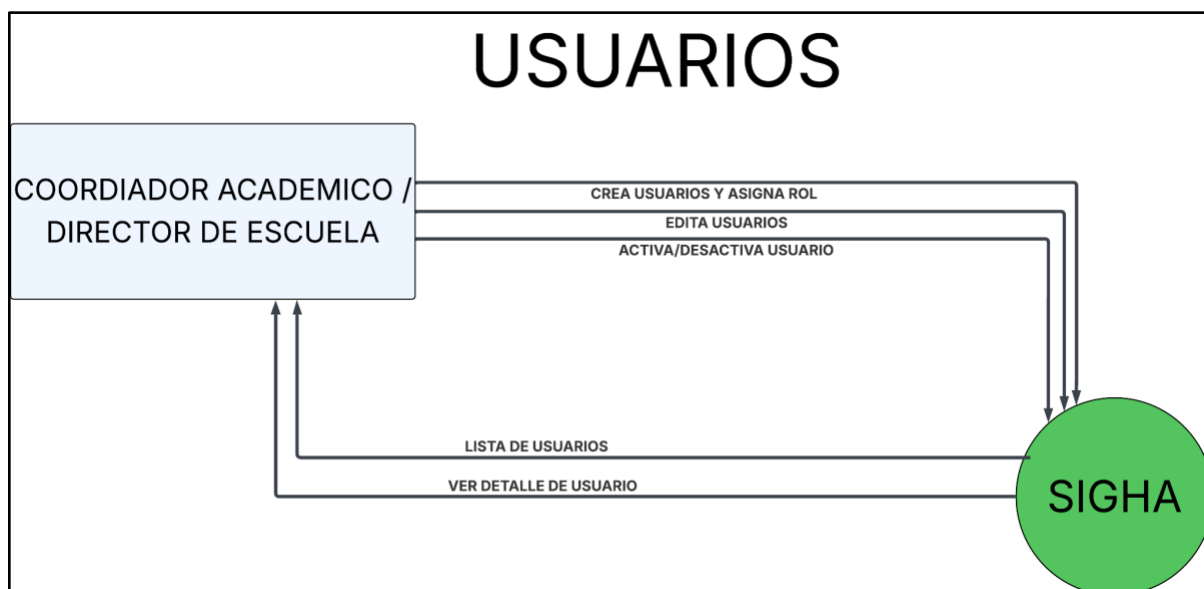 USUARIOS
COORDIADOR ACADEMICO /
DIRECTOR DE ESCUELA
CREA USUARIOS Y ASIGNA ROL
EDITA USUARIOS
ACTIVA/DESACTIVA USUARIO
LISTA DE USUARIOS
VER DETALLE DE USUARIO
SIGHA